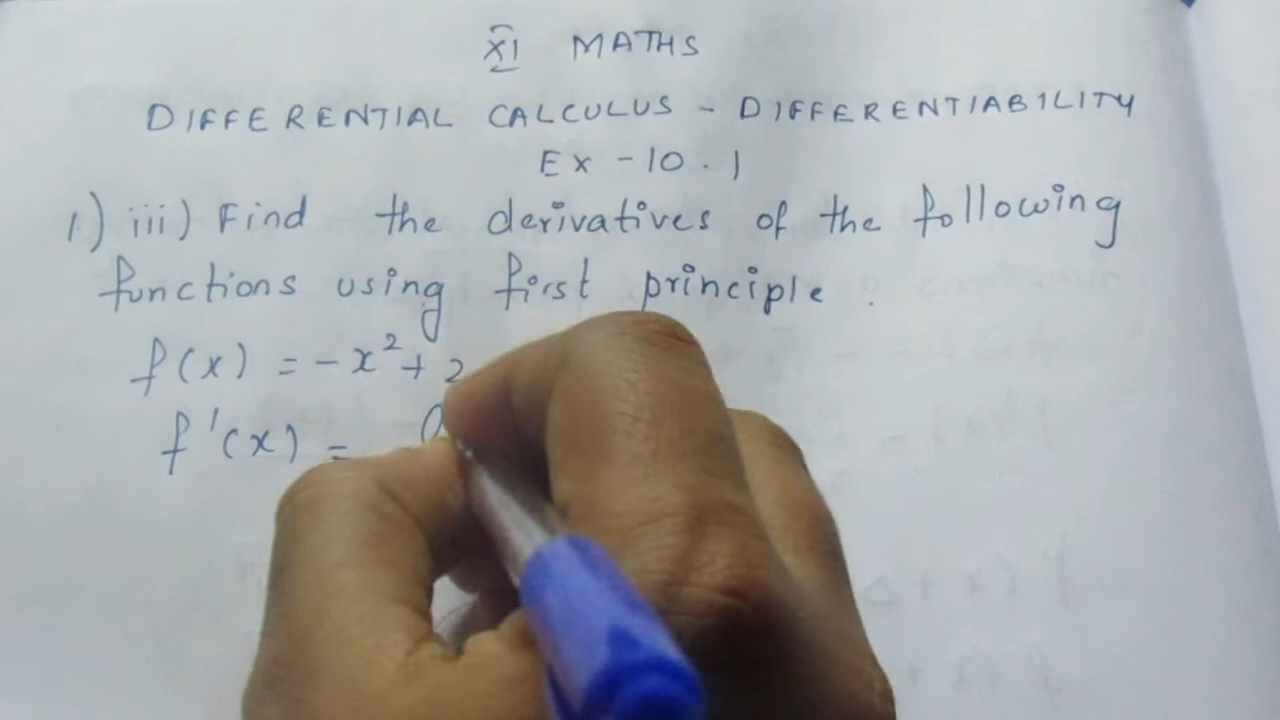 XI MATHS
DIFFERENTIAL CALCULUS - DIFFERENTIABILITY
Ex - 10.1
1) iii) Find the derivatives of the following
functions using first principle.
f(x) = -x² + 2
f'(x) =